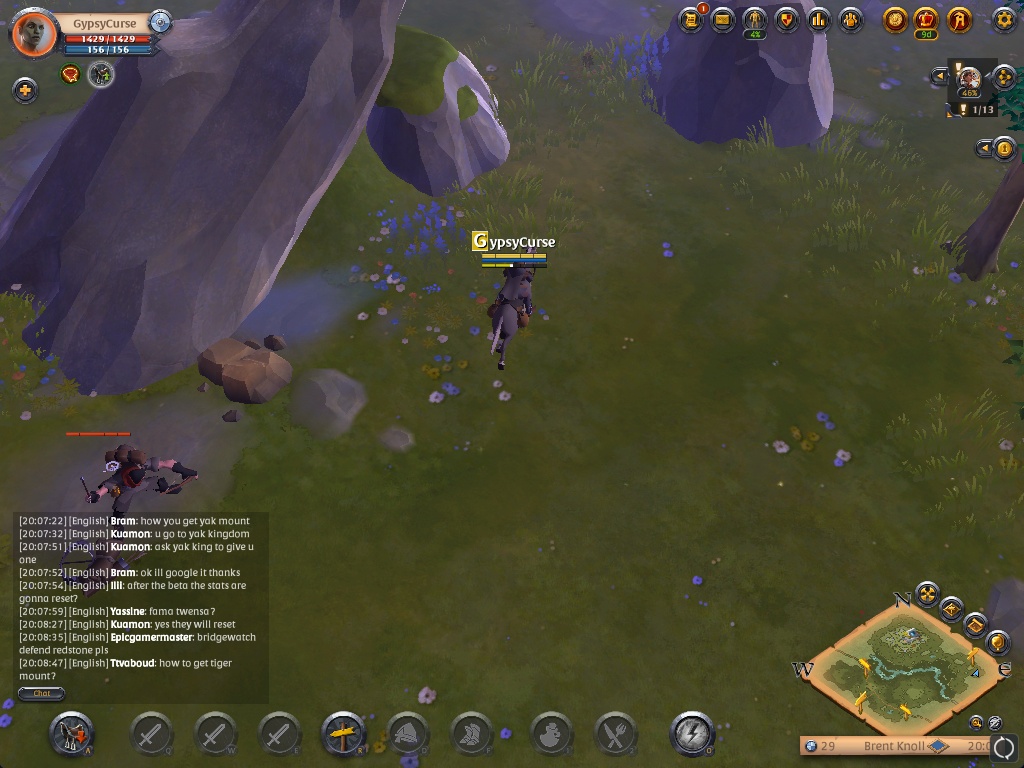 GypsyCurse
1429 / 1429
156 / 156
1
4%
9d
46%
1/13
1
GypsyCurse
[20:07:22] [English] Bram: how you get yak mount
[20:07:32] [English] Kuamon: u go to yak kingdom
[20:07:51] [English] Kuamon: ask yak king to give u
one
[20:07:52] [English] Bram: ok ill google it thanks
[20:07:54] [English] after the beta the stats are
gonna reset?
[20:07:59] [English] Yassine: fama twensa ?
[20:08:27] [English] Kuamon: yes they will reset
[20:08:35] [English] Epicgamermaster: bridgewatch
defend redstone pls
[20:08:47] [English] Ttvaboud: how to get tiger
mount?
Chat
N
W
E
A
Q
W
E
R
D
F
O
29
Brent Knoll
20:0